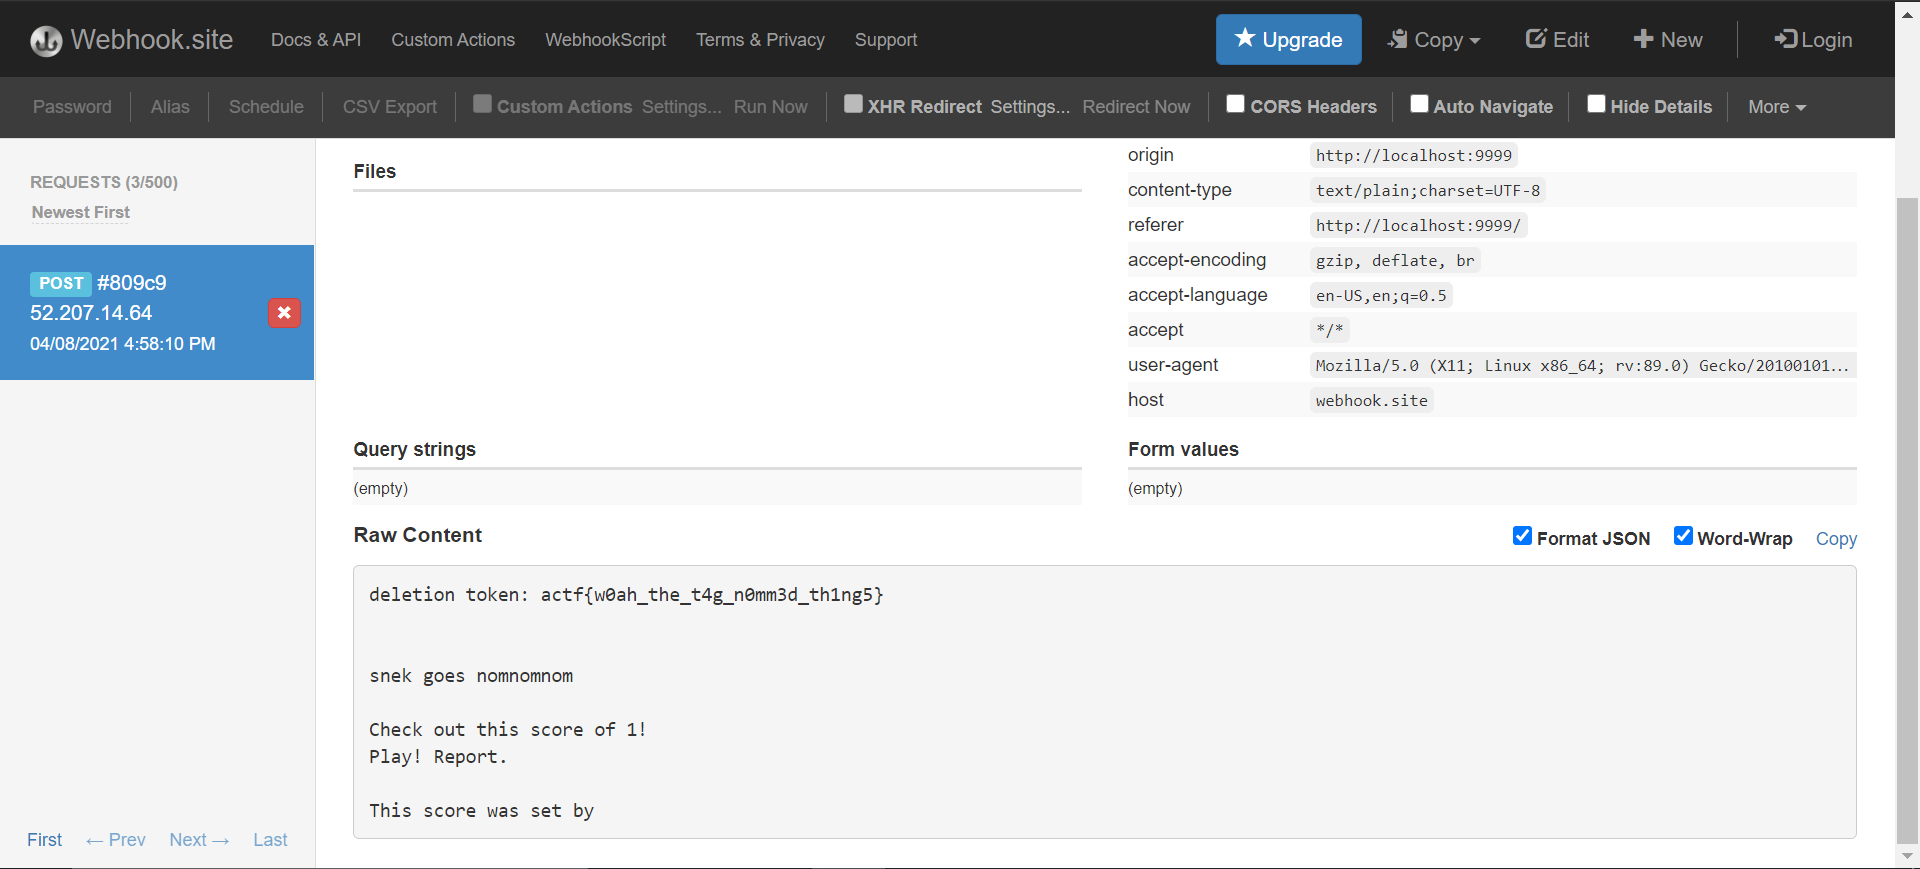 Webhook.site Docs & API Custom Actions WebhookScript Terms & Privacy Support Upgrade Copy Edit New Login
Password Alias Schedule CSV Export Custom Actions Settings... Run Now XHR Redirect Settings... Redirect Now CORS Headers Auto Navigate Hide Details More
REQUESTS (3/500)
Newest First
POST #809c9
52.207.14.64
04/08/2021 4:58:10 PM
First ← Prev Next → Last
Files
origin http://localhost:9999
content-type text/plain;charset=UTF-8
referer http://localhost:9999/
accept-encoding gzip, deflate, br
accept-language en-US,en;q=0.5
accept */*
user-agent Mozilla/5.0 (X11; Linux x86_64; rv:89.0) Gecko/20100101...
host webhook.site
Query strings
(empty)
Form values
(empty)
Raw Content
Format JSON Word-Wrap Copy
deletion token: actf{w0ah_the_t4g_n0mm3d_th1ng5}
snek goes nomnomnom
Check out this score of 1!
Play! Report.
This score was set by